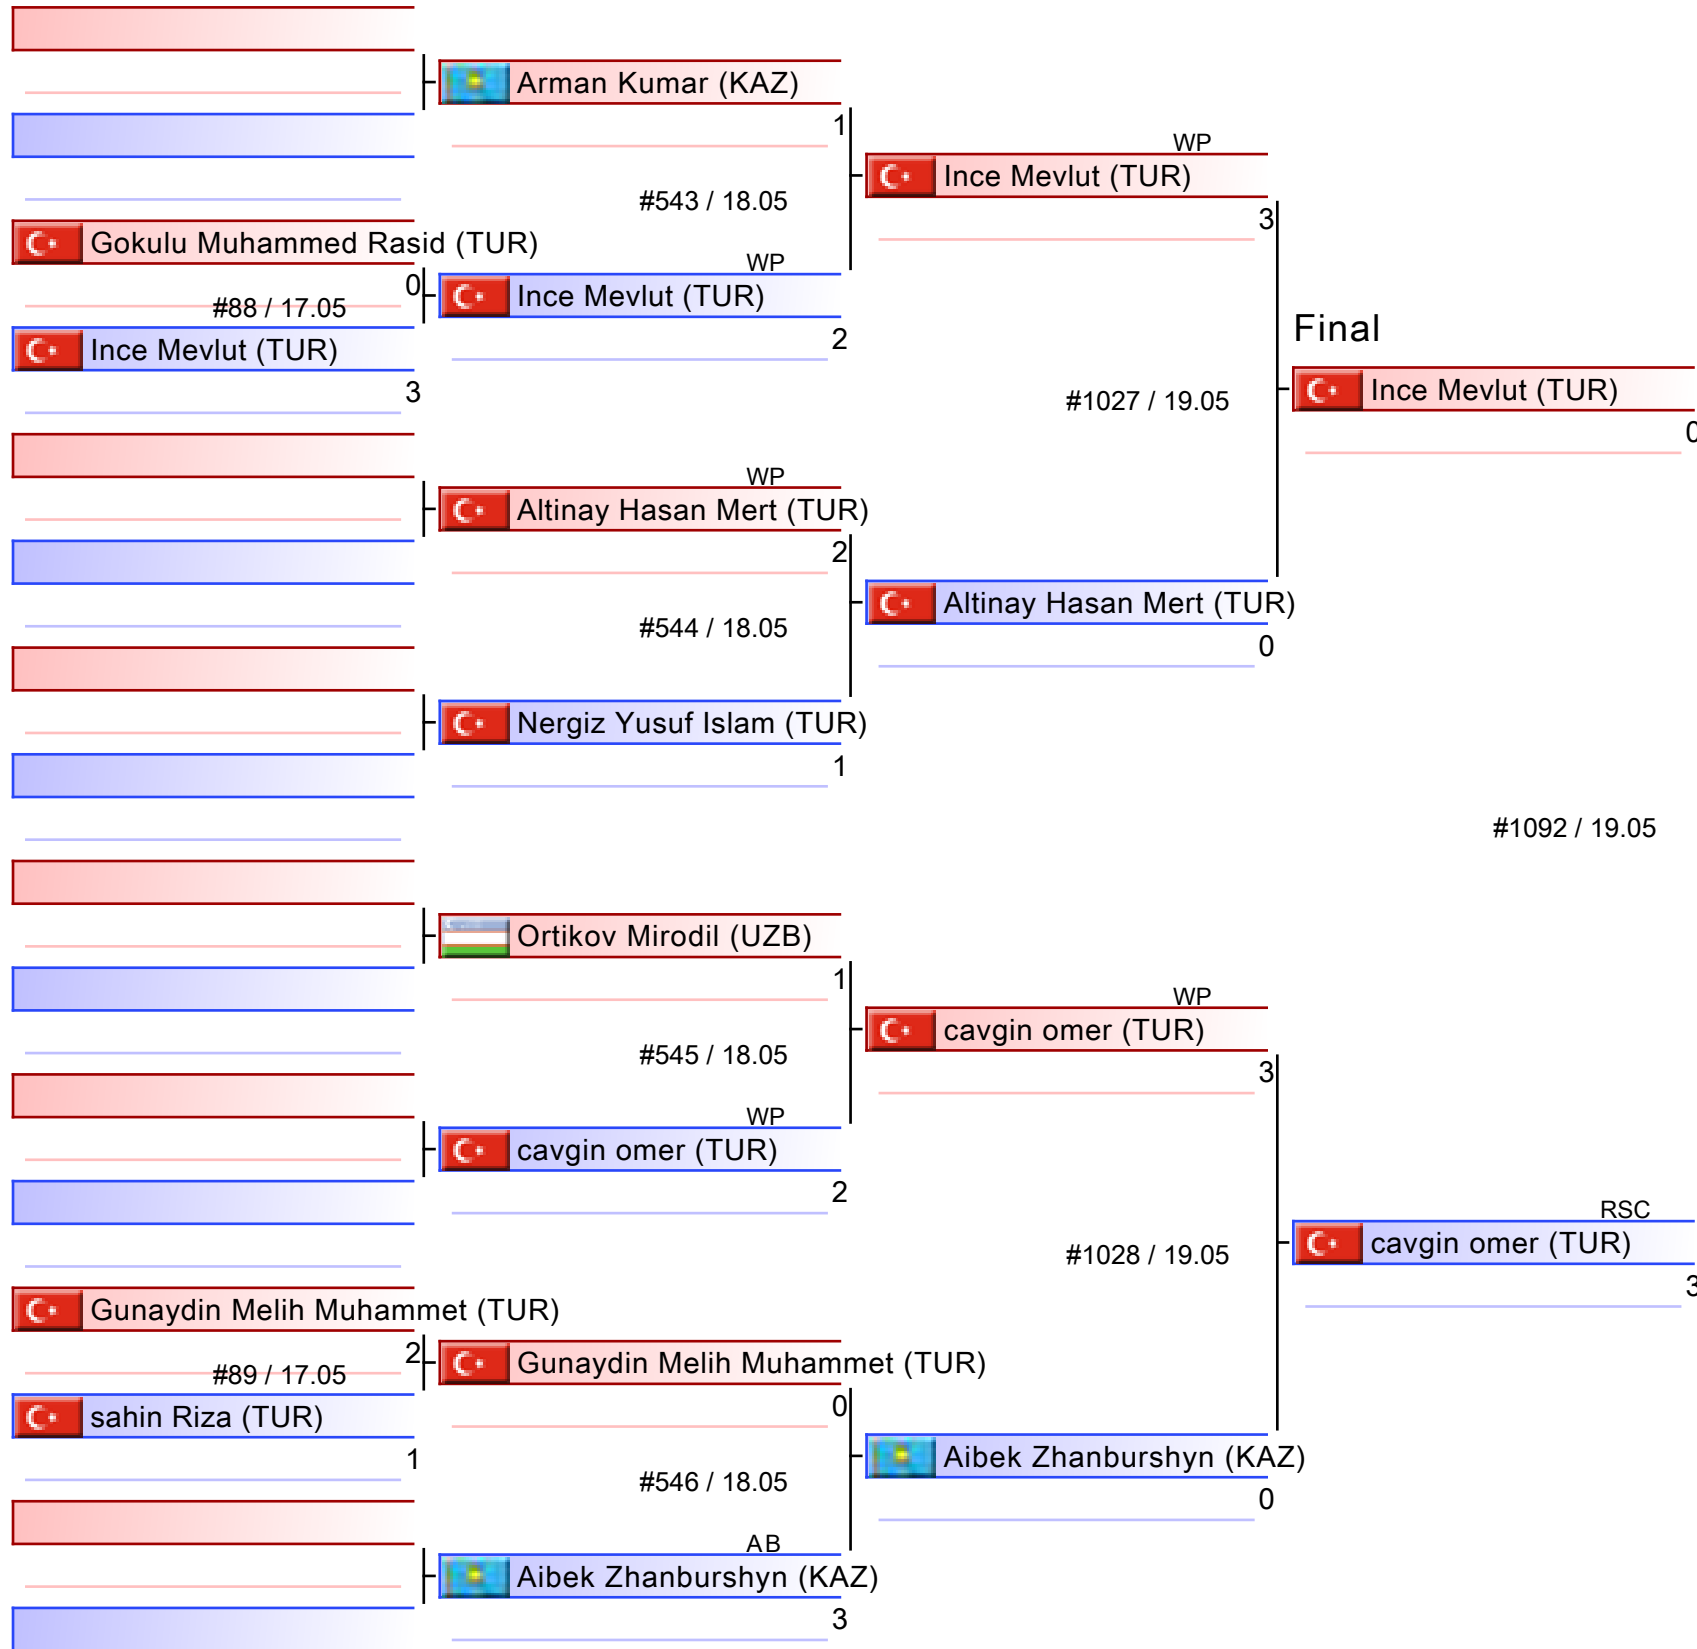 Arman Kumar (KAZ)
1
WP
Ince Mevlut (TUR)
#543 / 18.05
3
Gokulu Muhammed Rasid (TUR)
WP
0
Ince Mevlut (TUR)
#88 / 17.05
2
Final
Ince Mevlut (TUR)
3
#1027 / 19.05
Ince Mevlut (TUR)
0
WP
Altinay Hasan Mert (TUR)
2
Altinay Hasan Mert (TUR)
#544 / 18.05
0
Nergiz Yusuf Islam (TUR)
1
#1092 / 19.05
Ortikov Mirodil (UZB)
1
WP
cavgin omer (TUR)
#545 / 18.05
3
WP
cavgin omer (TUR)
2
RSC
cavgin omer (TUR)
#1028 / 19.05
3
Gunaydin Melih Muhammet (TUR)
2
Gunaydin Melih Muhammet (TUR)
#89 / 17.05
0
sahin Riza (TUR)
1
Aibek Zhanburshyn (KAZ)
#546 / 18.05
0
AB
Aibek Zhanburshyn (KAZ)
3